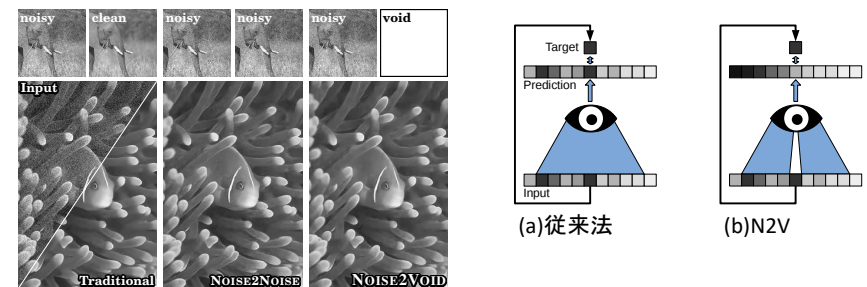 noisy
clean
noisy
noisy
noisy
void
Input
Traditional
NOISE2NOISE
NOISE2VOID
Target
Prediction
Input
(a)従来法
(b)N2V